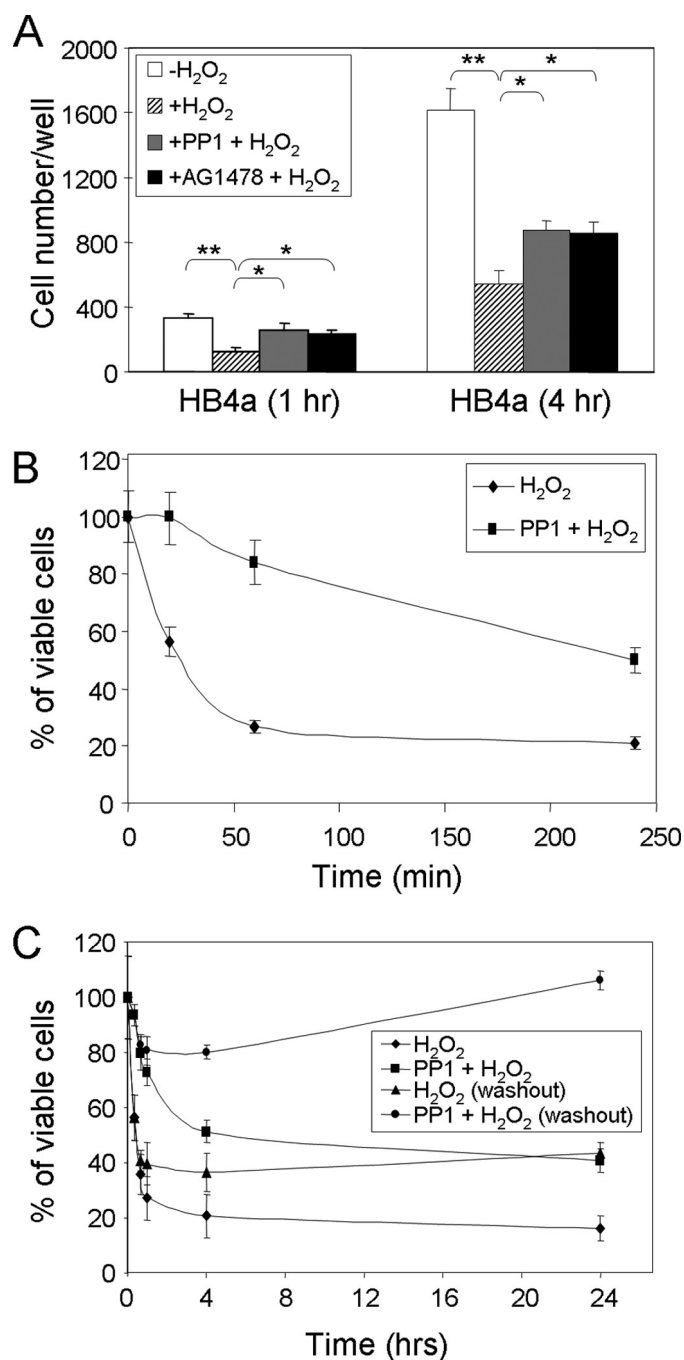 A
2000
1600
1200
800
400
0
Cell number/well
-H₂O₂
+H₂O₂
+PP1 + H₂O₂
+AG1478 + H₂O₂
**
*
*
**
*
*
HB4a (1 hr)
HB4a (4 hr)
B
120
100
80
60
40
20
0
% of viable cells
H₂O₂
PP1 + H₂O₂
0
50
100
150
200
250
Time (min)
C
120
100
80
60
40
20
0
% of viable cells
H₂O₂
PP1 + H₂O₂
H₂O₂ (washout)
PP1 + H₂O₂ (washout)
0
4
8
12
16
20
24
Time (hrs)